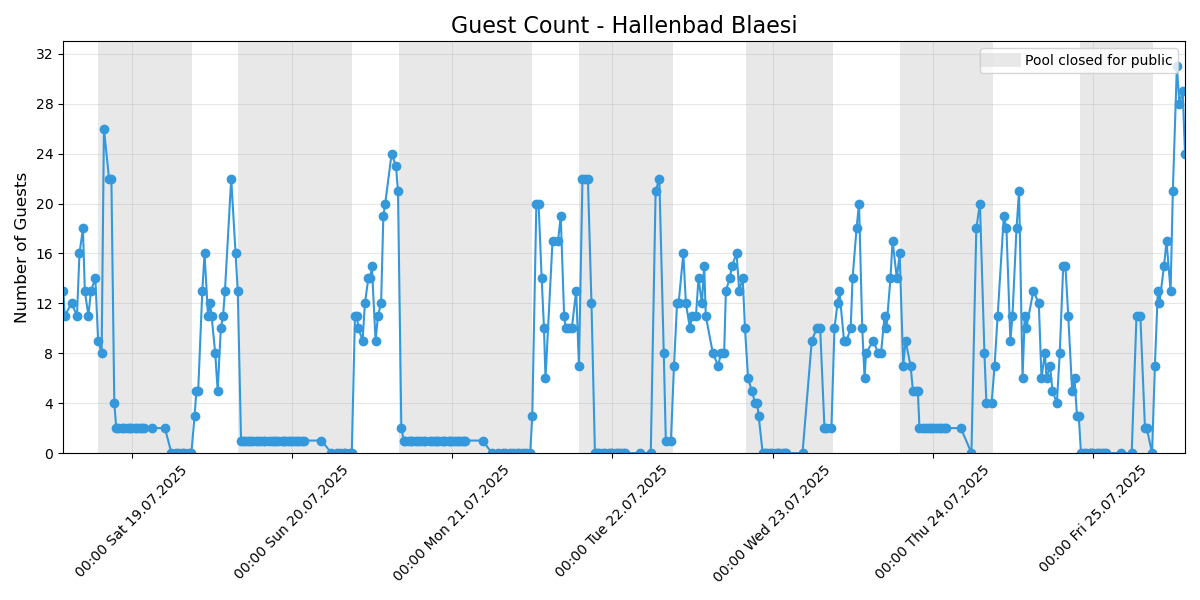 Guest Count - Hallenbad Blaesi
Pool closed for public
Number of Guests
32
28
24
20
16
12
8
4
0
00:00 Sat 19.07.2025
00:00 Sun 20.07.2025
00:00 Mon 21.07.2025
00:00 Tue 22.07.2025
00:00 Wed 23.07.2025
00:00 Thu 24.07.2025
00:00 Fri 25.07.2025